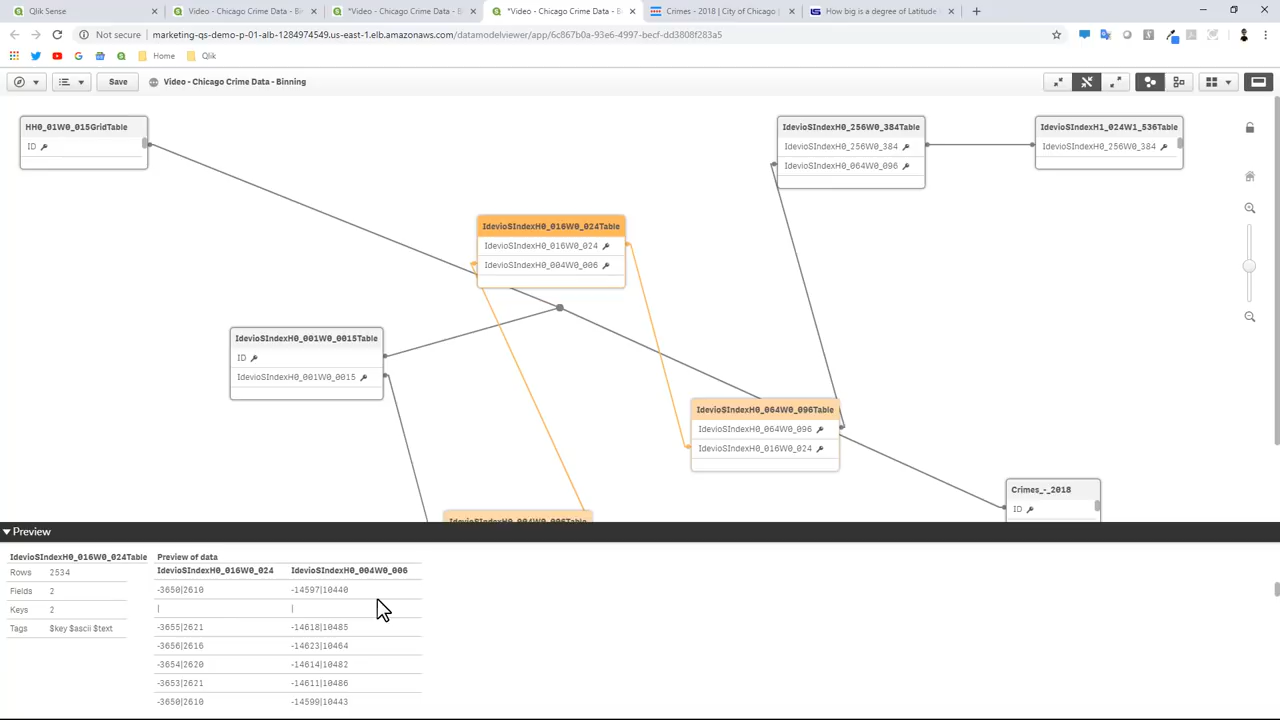 Qlik Sense
Video - Chicago Crime Data - Bin
*Video - Chicago Crime Data - B
*Video - Chicago Crime Data - B
Crimes - 2018 | City of Chicago |
How big is a degree of Latitude
Not secure | marketing-qs-demo-p-01-alb-1284974549.us-east-1.elb.amazonaws.com/datamodelviewer/app/6c867b0a-93e6-4997-becf-dd3808f283a5
Home
Qlik
Save
Video - Chicago Crime Data - Binning
HH0_01W0_015GridTable
ID
IdevioSIndexH0_256W0_384Table
IdevioSIndexH0_256W0_384
IdevioSIndexH0_064W0_096
IdevioSIndexH1_024W1_536Table
IdevioSIndexH0_256W0_384
IdevioSIndexH0_016W0_024Table
IdevioSIndexH0_016W0_024
IdevioSIndexH0_004W0_006
IdevioSIndexH0_001W0_0015Table
ID
IdevioSIndexH0_001W0_0015
IdevioSIndexH0_064W0_096Table
IdevioSIndexH0_064W0_096
IdevioSIndexH0_016W0_024
Crimes_-_2018
ID
IdevioSIndexH0_004W0_006Table
Preview
IdevioSIndexH0_016W0_024Table
Rows 2534
Fields 2
Keys 2
Tags $key $ascii $text
Preview of data
IdevioSIndexH0_016W0_024 IdevioSIndexH0_004W0_006
-3650|2610 -14597|10440
| |
-3655|2621 -14618|10485
-3656|2616 -14623|10464
-3654|2620 -14614|10482
-3653|2621 -14611|10486
-3650|2610 -14599|10443